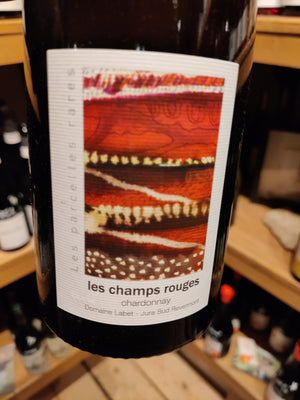 Les parcelles rares
les champs rouges
chardonnay
Domaine Labet - Jura Sud Revermont